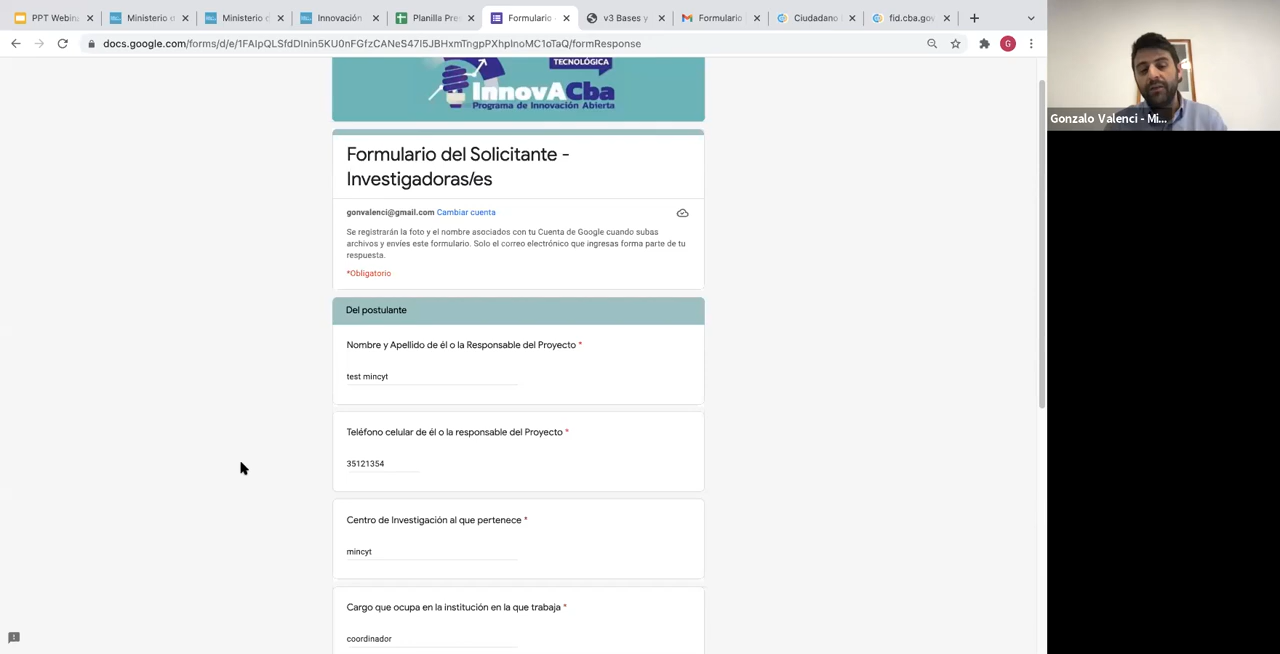 PPT Webina
Ministerio d
Ministerio d
Innovación
Planilla Pre
Formulario
v3 Bases y
Formulario
Ciudadano
fid.cba.gov
docs.google.com/forms/d/e/1FAIpQLSfdDInin5KU0nFGfzCANeS47I5JBHxmTngpPXhpInoMC1oTaQ/formResponse
G
TECNOLÓGICA
InnovACba
Programa de Innovación Abierta
Formulario del Solicitante -
Investigadoras/es
gonvalenci@gmail.com Cambiar cuenta
Se registrarán la foto y el nombre asociados con tu Cuenta de Google cuando subas
archivos y envíes este formulario. Solo el correo electrónico que ingresas forma parte de tu
respuesta.
*Obligatorio
Del postulante
Nombre y Apellido de él o la Responsable del Proyecto *
test mincyt
Teléfono celular de él o la responsable del Proyecto *
35121354
Centro de Investigación al que pertenece *
mincyt
Cargo que ocupa en la institución en la que trabaja *
coordinador
Gonzalo Valenci - Mi...